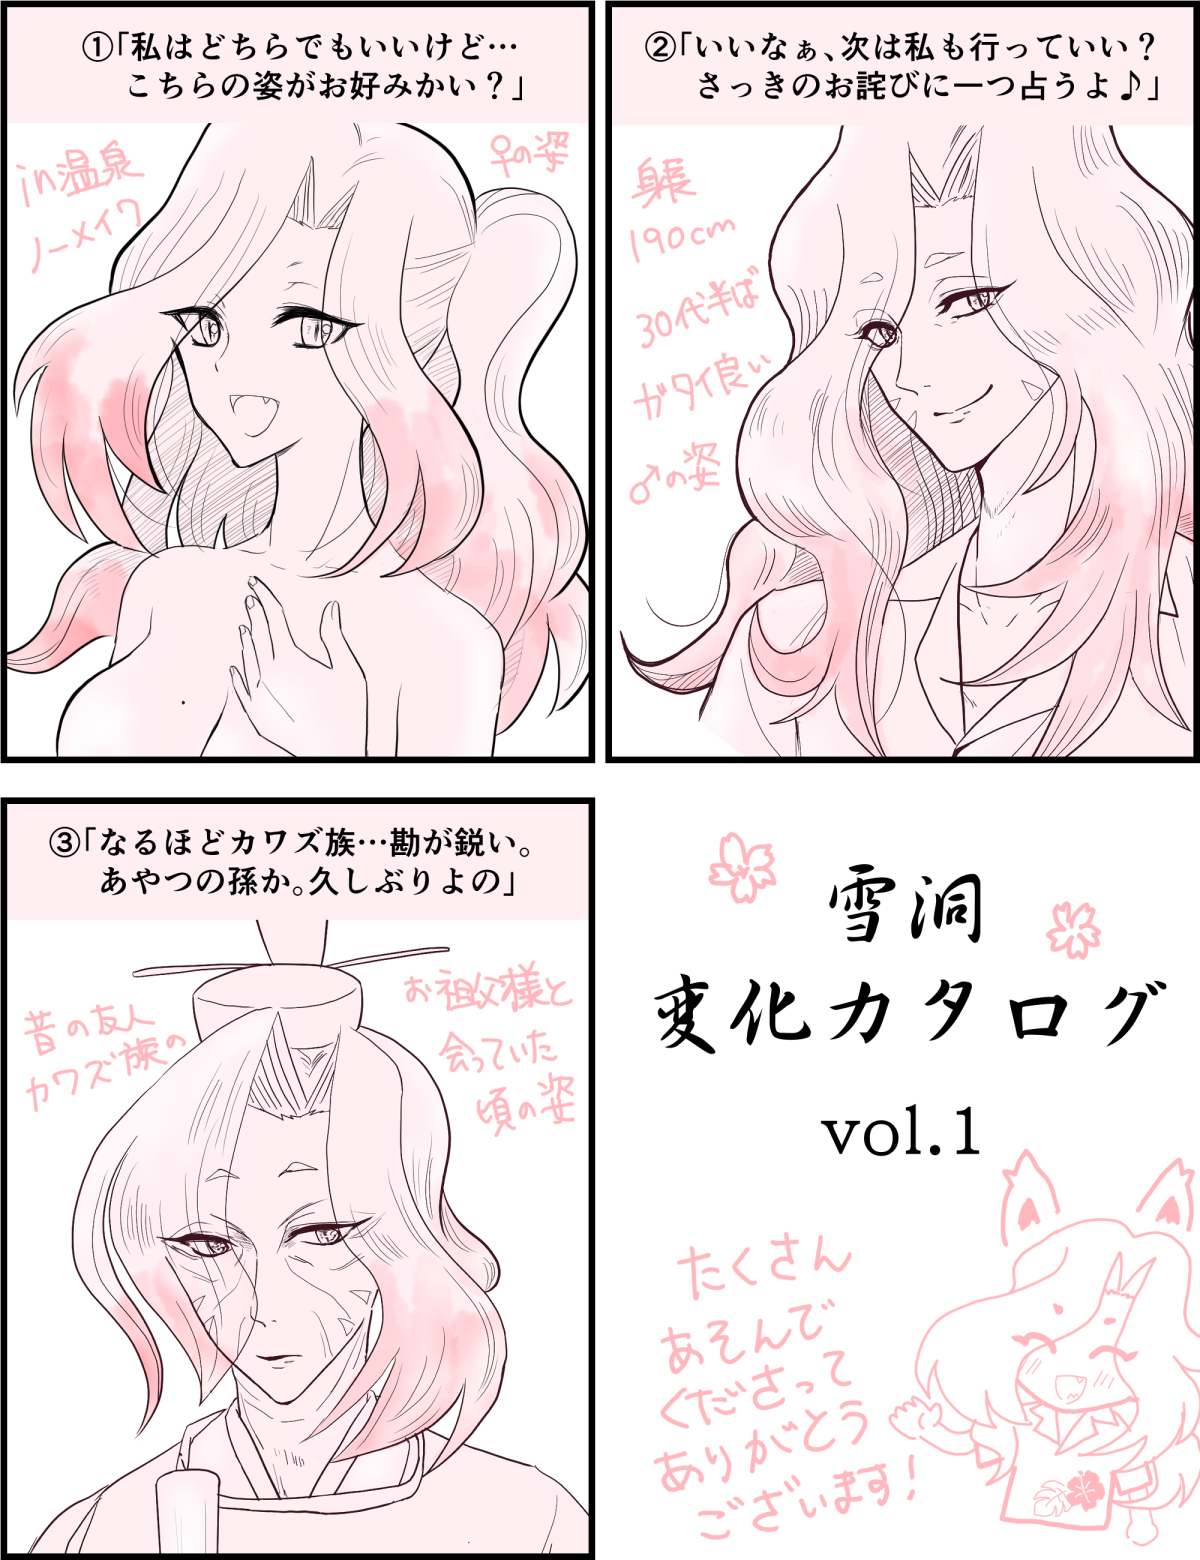 ①「私はどちらでもいいけど…
こちらの姿がお好みかい？」
in温泉
ノーメイク
♀の姿
②「いいなぁ、次は私も行っていい？
さっきのお詫びに一つ占うよ♪」
身長
190cm
30代半ば
ガタイ良い
♂の姿
③「なるほどカワズ族…勘が鋭い。
あやつの孫か。久しぶりよの」
昔の友人
カワズ族の
お祖父様と
会っていた
頃の姿
雪洞
変化カタログ
vol.1
たくさん
あそんで
くださって
ありがとう
ございます！